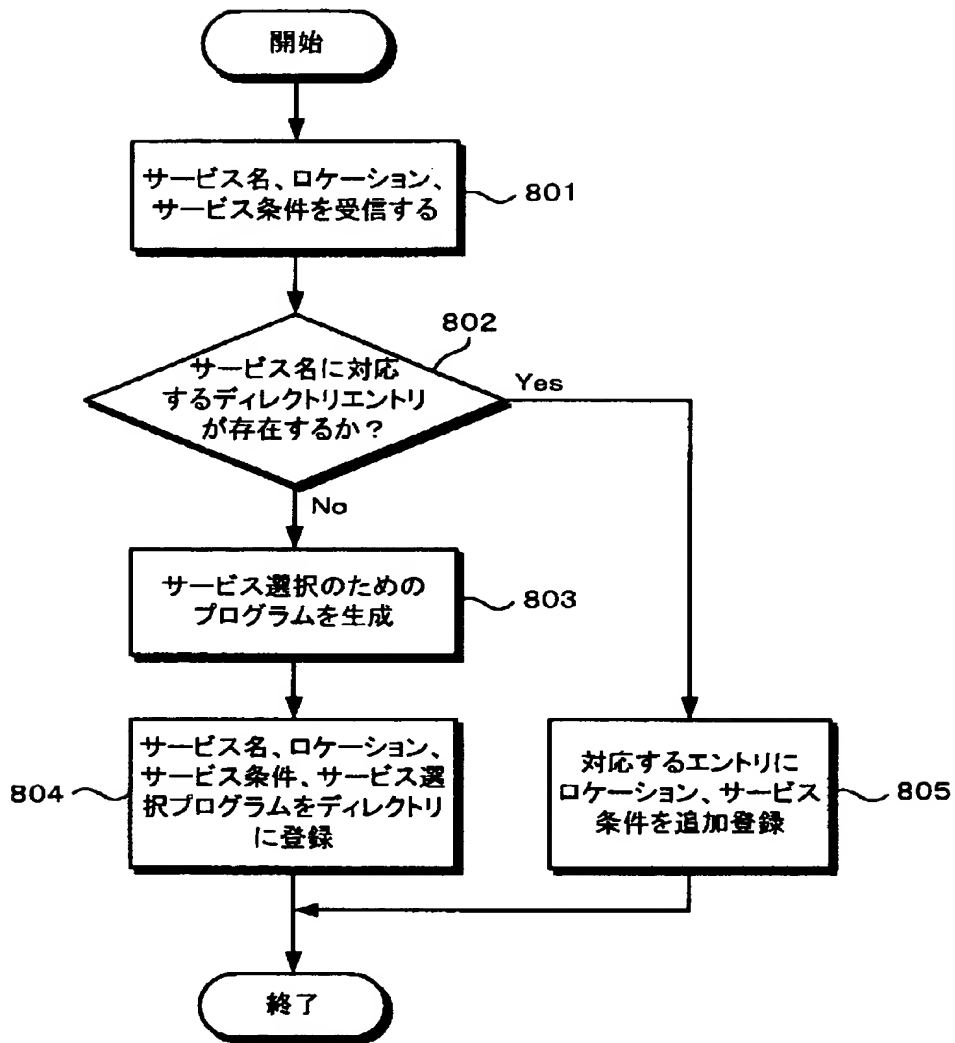 開始
サービス名、ロケーション、
サービス条件を受信する
801
802
サービス名に対応
するディレクトリエントリ
が存在するか？
Yes
No
サービス選択のための
プログラムを生成
803
サービス名、ロケーション、
サービス条件、サービス選
択プログラムをディレクトリ
に登録
804
対応するエントリに
ロケーション、サービス
条件を追加登録
805
終了